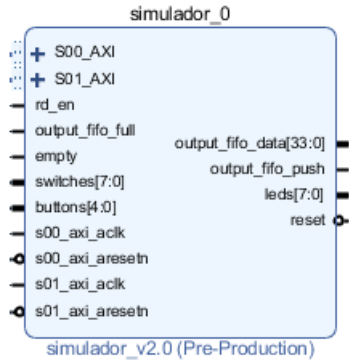 simulador_0
S00_AXI
S01_AXI
rd_en
output_fifo_full
empty
switches[7:0]
buttons[4:0]
s00_axi_aclk
s00_axi_aresetn
s01_axi_aclk
s01_axi_aresetn
output_fifo_data[33:0]
output_fifo_push
leds[7:0]
reset
simulador_v2.0 (Pre-Production)